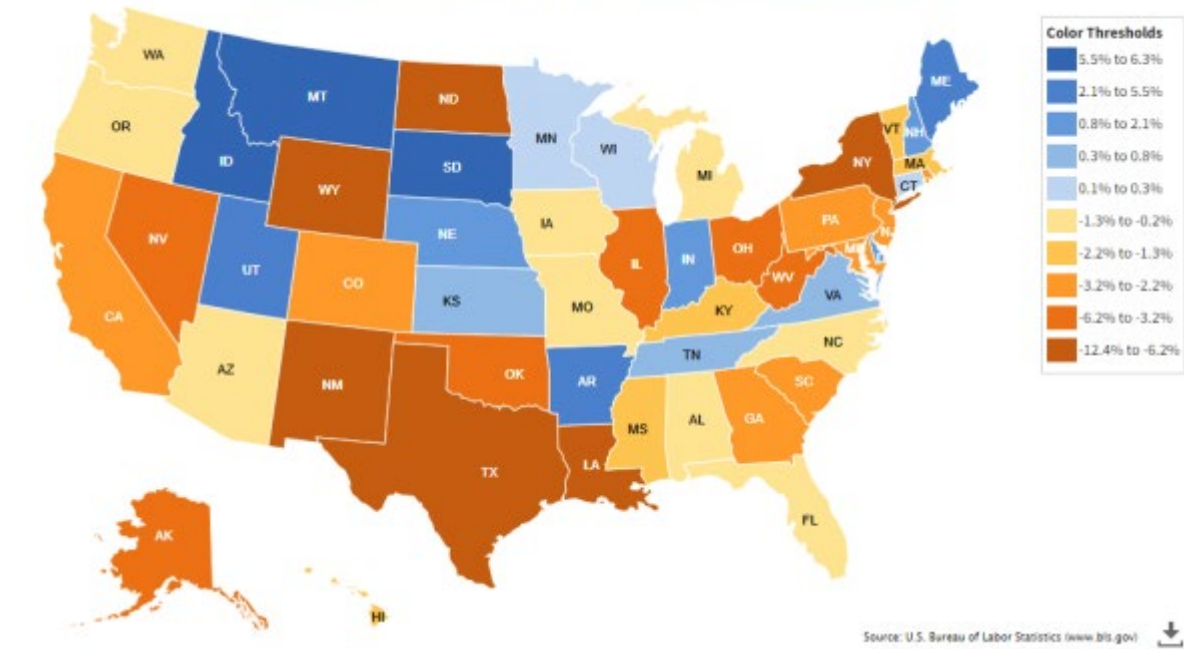 WA
OR
CA
NV
ID
MT
WY
UT
AZ
CO
NM
ND
SD
NE
KS
OK
TX
MN
IA
MO
AR
LA
WI
IL
MI
IN
OH
KY
TN
MS
AL
GA
FL
SC
NC
VA
WV
PA
NY
VT
NH
ME
MA
CT
AK
HI
Color Thresholds
5.5% to 6.3%
2.1% to 5.5%
0.8% to 2.1%
0.3% to 0.8%
0.1% to 0.3%
-1.3% to -0.2%
-2.2% to -1.3%
-3.2% to -2.2%
-6.2% to -3.2%
-12.4% to -6.2%
Source: U.S. Bureau of Labor Statistics (www.bls.gov)